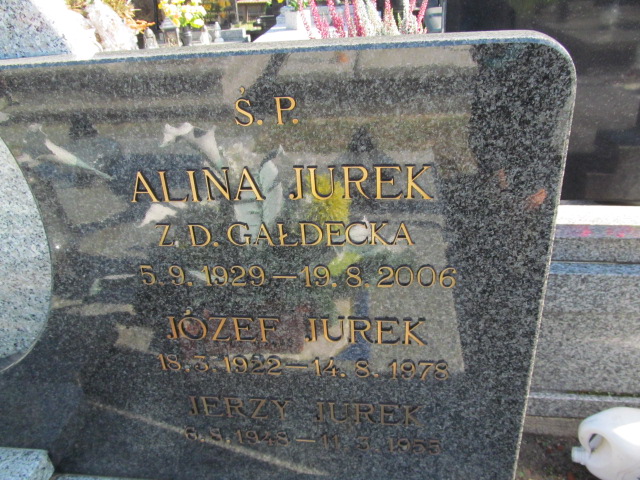 Ś. P.
ALINA JUREK
Z D. GAŁDECKA
5.9.1929 — 19.8.2006
JÓZEF JUREK
18.3.1922 — 14.8.1978
JERZY JUREK